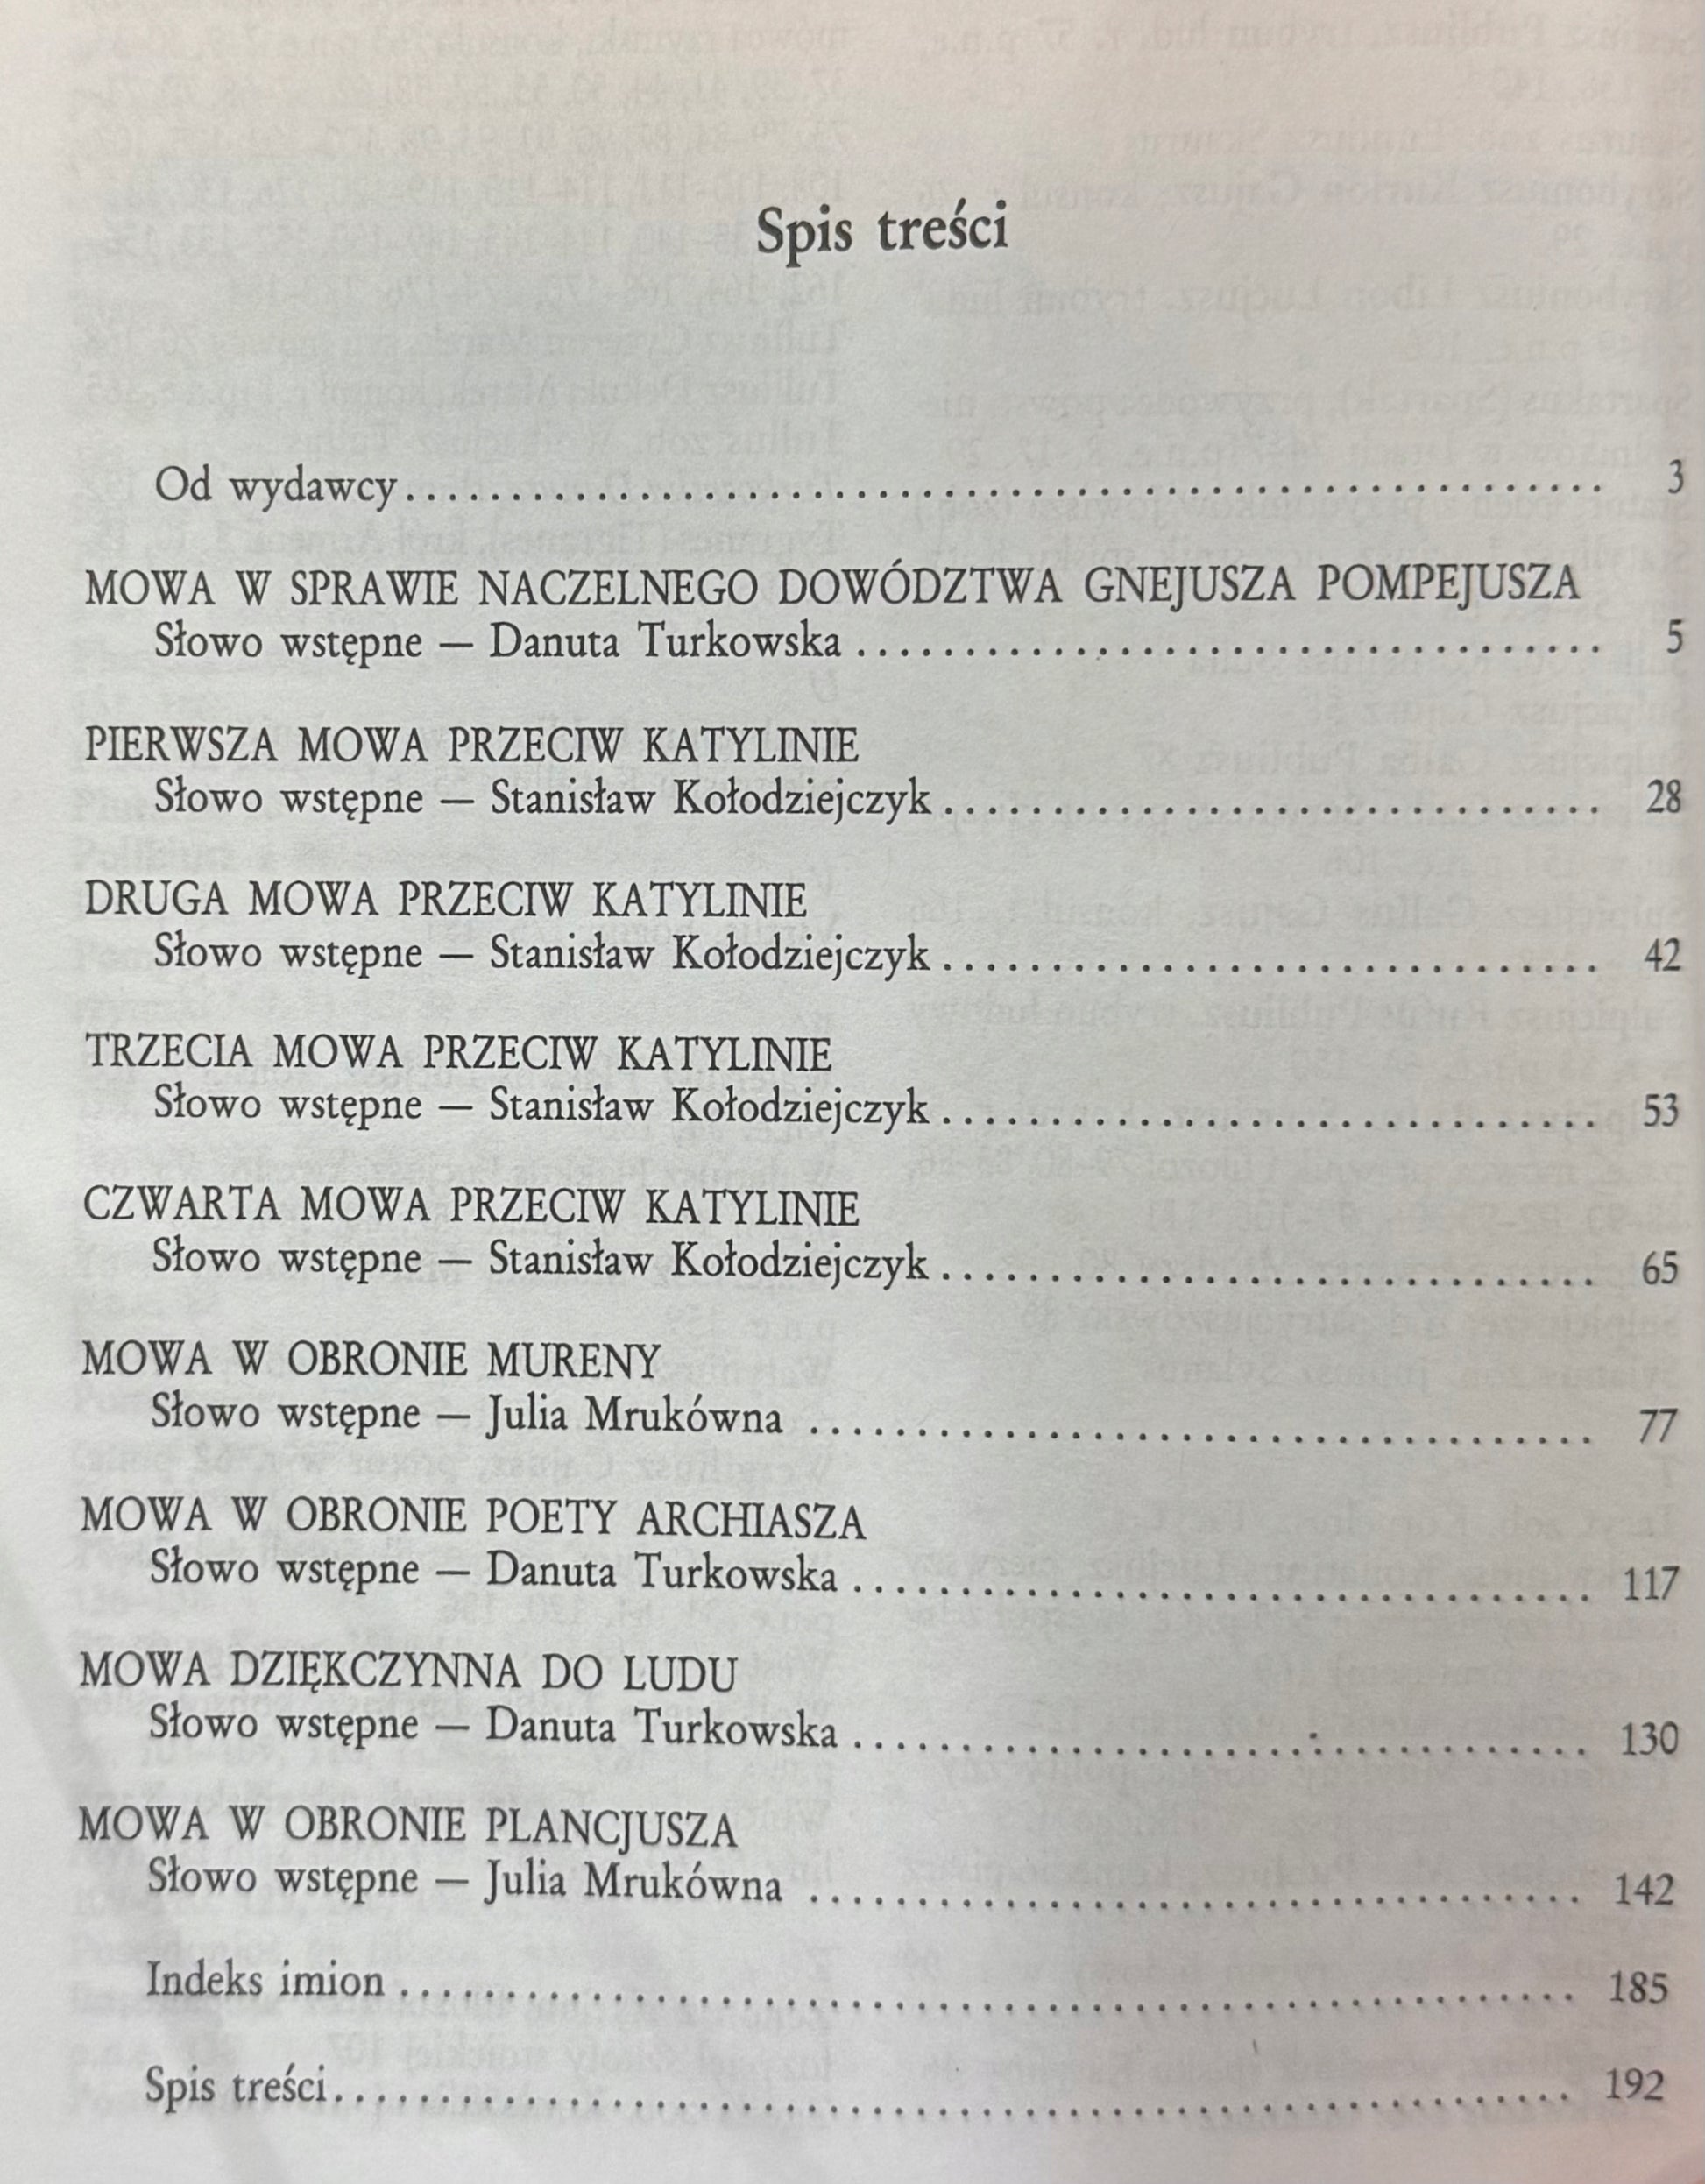 Spis treści
Od wydawcy........................................................ 3
MOWA W SPRAWIE NACZELNEGO DOWÓDZTWA GNEJUSZA POMPEJUSZA
Słowo wstępne — Danuta Turkowska ................................... 5
PIERWSZA MOWA PRZECIW KATYLINIE
Słowo wstępne — Stanisław Kołodziejczyk ............................... 28
DRUGA MOWA PRZECIW KATYLINIE
Słowo wstępne — Stanisław Kołodziejczyk ............................... 42
TRZECIA MOWA PRZECIW KATYLINIE
Słowo wstępne — Stanisław Kołodziejczyk ............................... 53
CZWARTA MOWA PRZECIW KATYLINIE
Słowo wstępne — Stanisław Kołodziejczyk ............................... 65
MOWA W OBRONIE MURENY
Słowo wstępne — Julia Mrukówna ..................................... 77
MOWA W OBRONIE POETY ARCHIASZA
Słowo wstępne — Danuta Turkowska ................................... 117
MOWA DZIĘKCZYNNA DO LUDU
Słowo wstępne — Danuta Turkowska ................................... 130
MOWA W OBRONIE PLANCJUSZA
Słowo wstępne — Julia Mrukówna ..................................... 142
Indeks imion ....................................................... 185
Spis treści.......................................................... 192